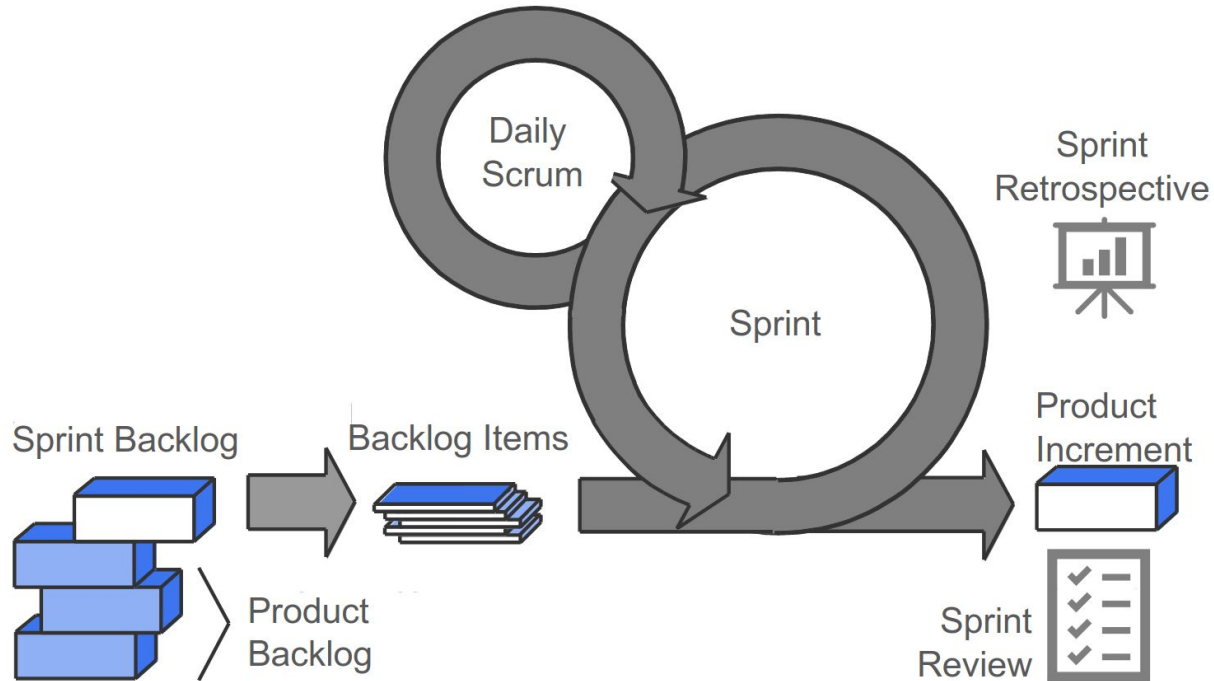 Daily
Scrum
Sprint
Retrospective
Sprint
Sprint Backlog
Backlog Items
Product
Increment
Product
Backlog
Sprint
Review